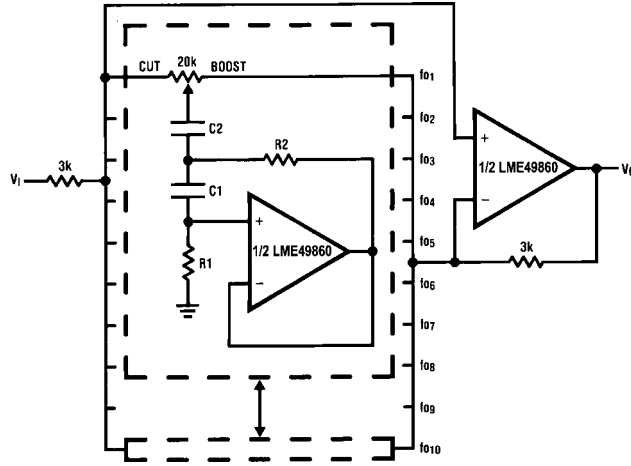 CUT 20k BOOST
fo1
fo2
C2
R2
fo3
3k
VI
C1
+
1/2 LME49860
−
R1
fo4
fo5
fo6
fo7
fo8
fo9
fo10
+
1/2 LME49860
−
3k